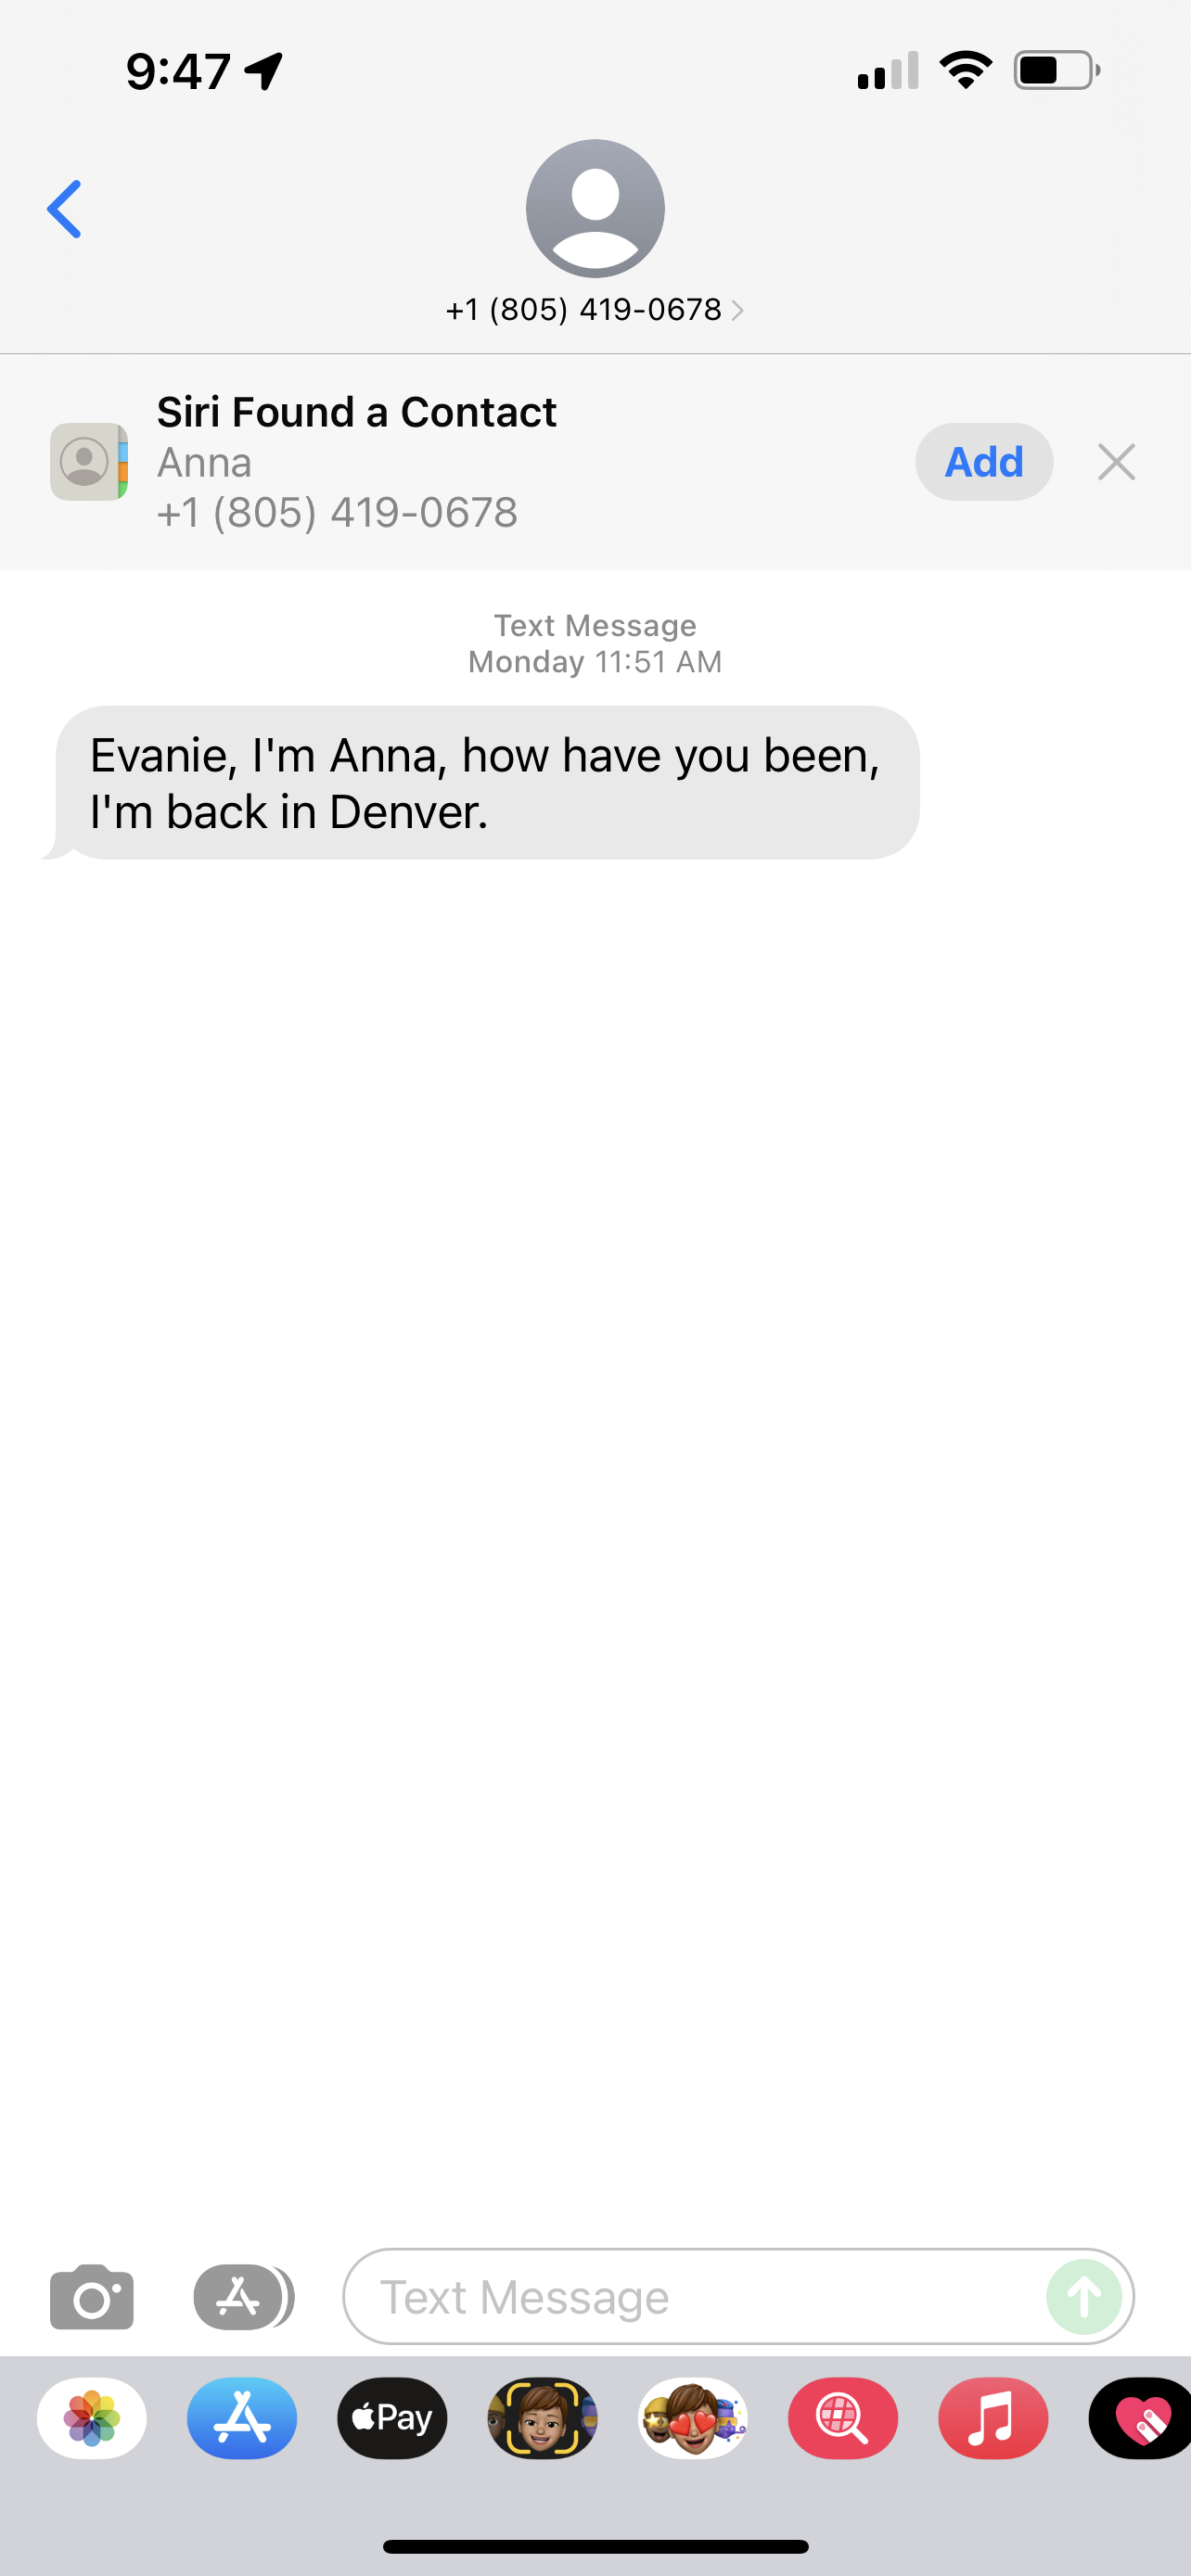 9:47
+1 (805) 419-0678
Siri Found a Contact
Anna
+1 (805) 419-0678
Add
Text Message
Monday 11:51 AM
Evanie, I'm Anna, how have you been,
I'm back in Denver.
Text Message
Pay